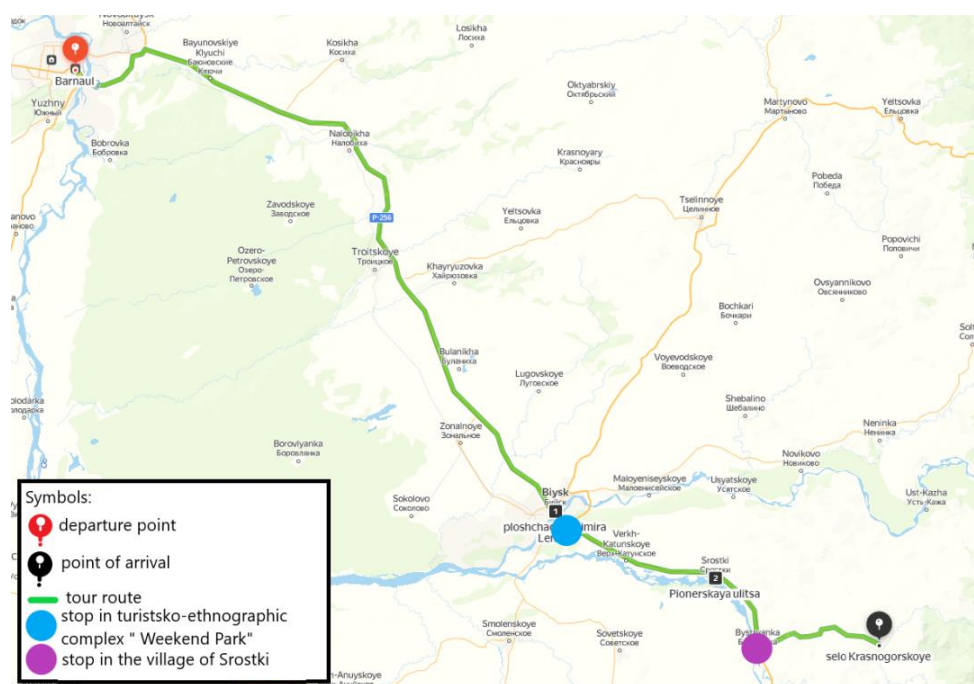 Новоалтайск
Bayunovskiye
Klyuchi
Баюновские
Ключи
Kosikha
Косиха
Losikha
Лосиха
Barnaul
Oktyabrskiy
Октябрьский
Martynovo
Мартыново
Yeltsovka
Ельцовка
Yuzhny
Южный
Bobrovka
Бобровка
Nalobikha
Налобиха
Krasnoyary
Краснояры
Pobeda
Победа
Zavodskoye
Заводское
P-256
Yeltsovka
Ельцовка
Tselinnoye
Целинное
Popovichi
Поповичи
Ozero-
Petrovskoye
Озеро-
Петровское
Troitskoye
Троицкое
Khayryuzovka
Хайрюзовка
Ovsyannikovo
Овсянниково
Bochkari
Бочкари
Bulanikha
Буланиха
Lugovskoye
Луговское
Voyevodskoye
Воеводское
Shebalino
Шебалино
Zonalnoye
Зональное
Neninka
Ненинка
Borovlyanka
Боровлянка
Novikovo
Новиково
Sokolovo
Соколово
Biysk
1
Maloyeniseyskoye
Малоенисейское
Usyatskoye
Усятское
Ust-Kazha
Усть-Кажа
Verkh-
Katunskoye
Верх-Катунское
Srostki
2
Pionerskaya ulitsa
Smolenskoye
Смоленское
Sovetskoye
Советское
selo Krasnogorskoye
Symbols:
departure point
point of arrival
tour route
stop in turistsko-ethnographic
complex " Weekend Park"
stop in the village of Srostki